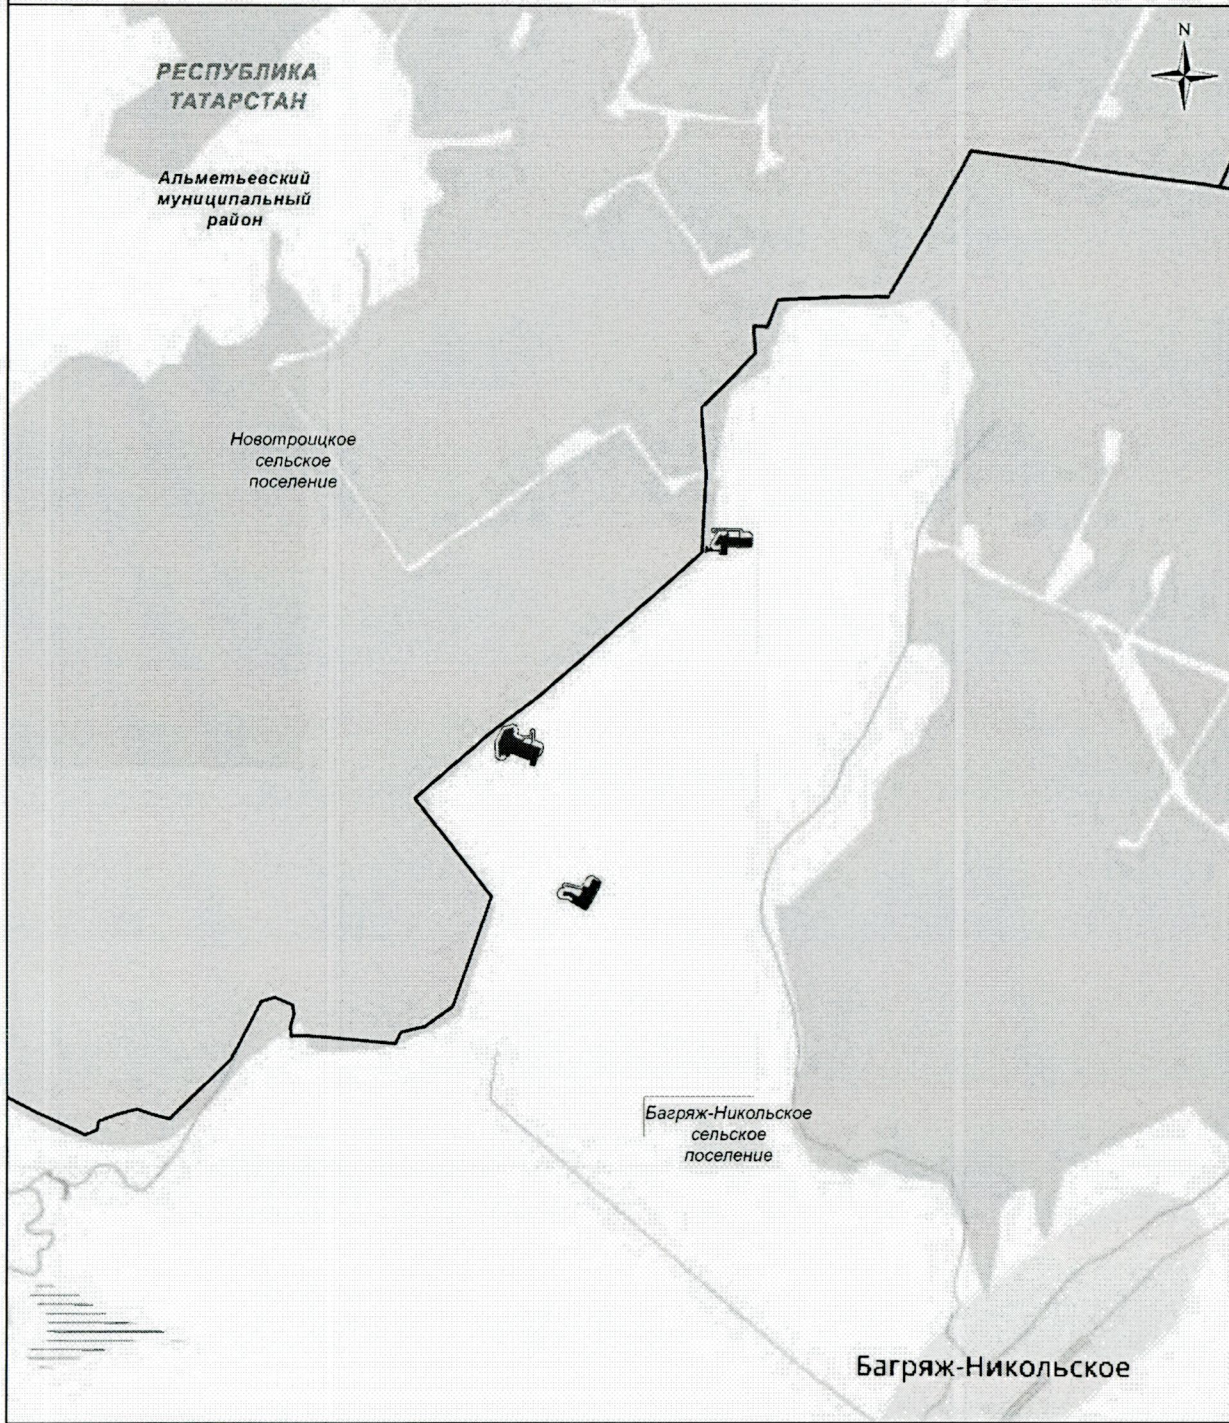 N
РЕСПУБЛИКА
ТАТАРСТАН
Альметьевский
муниципальный
район
Новотроицкое
сельское
поселение
Багряж-Никольское
сельское
поселение
Багряж-Никольское